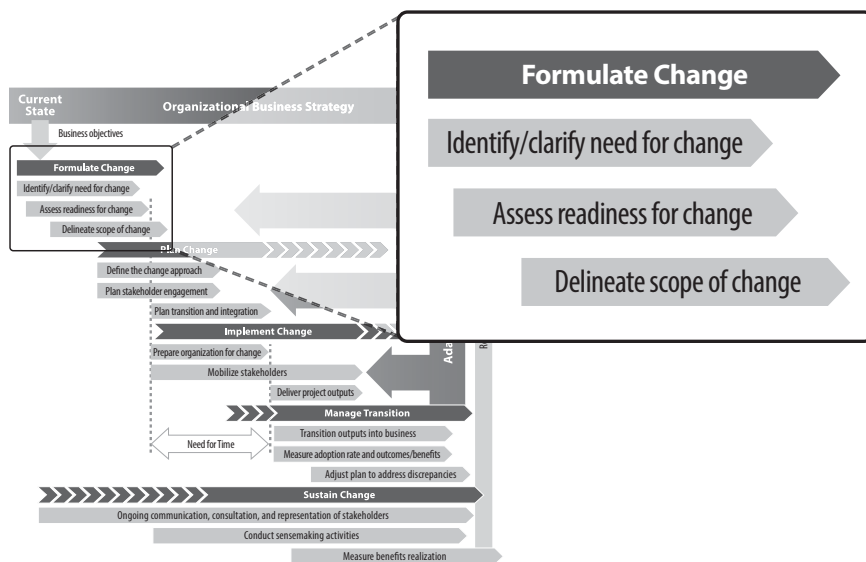 Current
State
Organizational Business Strategy
Business objectives
Formulate Change
Identify/clarify need for change
Assess readiness for change
Delineate scope of change
Plan Change
Define the change approach
Plan stakeholder engagement
Plan transition and integration
Implement Change
Prepare organization for change
Mobilize stakeholders
Deliver project outputs
Manage Transition
Need for Time
Transition outputs into business
Measure adoption rate and outcomes/benefits
Adjust plan to address discrepancies
Sustain Change
Ongoing communication, consultation, and representation of stakeholders
Conduct sensemaking activities
Measure benefits realization
Formulate Change
Identify/clarify need for change
Assess readiness for change
Delineate scope of change
Ada